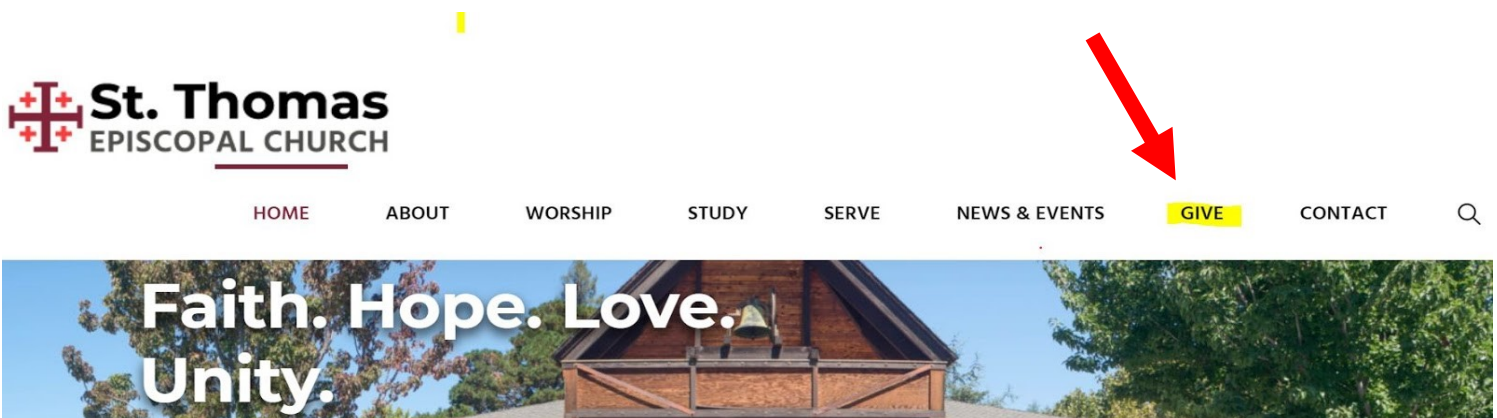 St. Thomas
EPISCOPAL CHURCH
HOME ABOUT WORSHIP STUDY SERVE NEWS & EVENTS GIVE CONTACT
Faith. Hope. Love.
Unity.